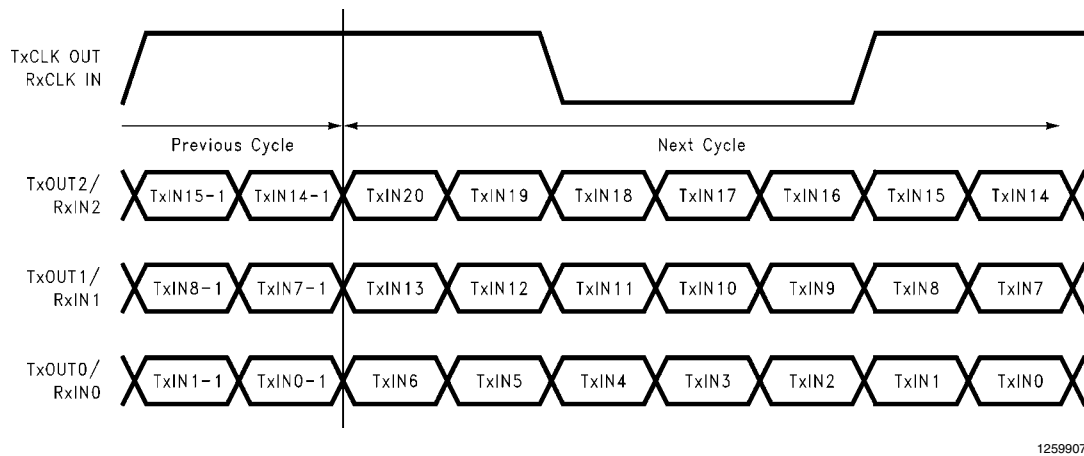 TxCLK OUT
RxCLK IN
Previous Cycle
Next Cycle
TxOUT2/
RxIN2
TxIN15-1 TxIN14-1 TxIN20 TxIN19 TxIN18 TxIN17 TxIN16 TxIN15 TxIN14
TxOUT1/
RxIN1
TxIN8-1 TxIN7-1 TxIN13 TxIN12 TxIN11 TxIN10 TxIN9 TxIN8 TxIN7
TxOUT0/
RxIN0
TxIN1-1 TxIN0-1 TxIN6 TxIN5 TxIN4 TxIN3 TxIN2 TxIN1 TxIN0
1259907